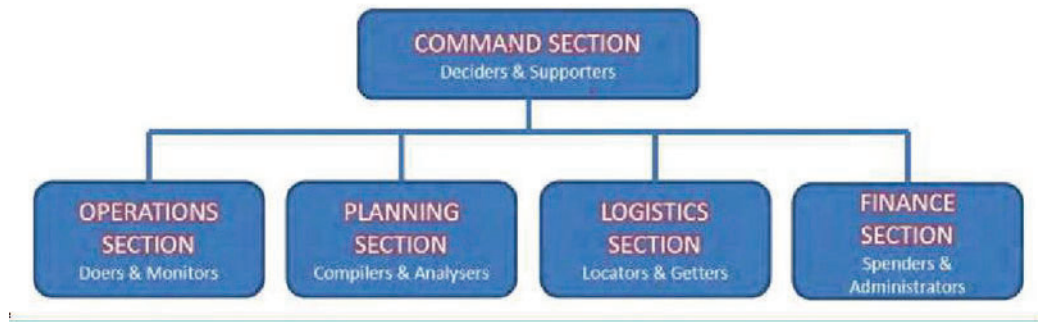 COMMAND SECTION
Deciders & Supporters
OPERATIONS
SECTION
Doers & Monitors
PLANNING
SECTION
Compilers & Analysers
LOGISTICS
SECTION
Locators & Getters
FINANCE
SECTION
Spenders &
Administrators